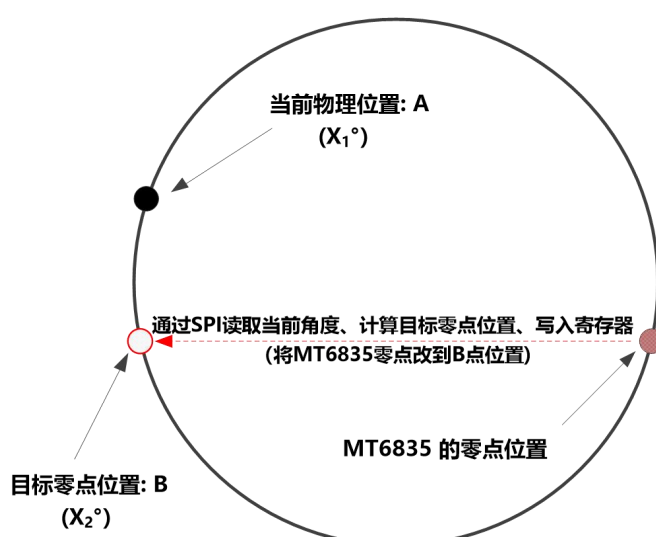 当前物理位置: A
(X₁°)
通过SPI读取当前角度、计算目标零点位置、写入寄存器
(将MT6835零点改到B点位置)
MT6835 的零点位置
目标零点位置: B
(X₂°)